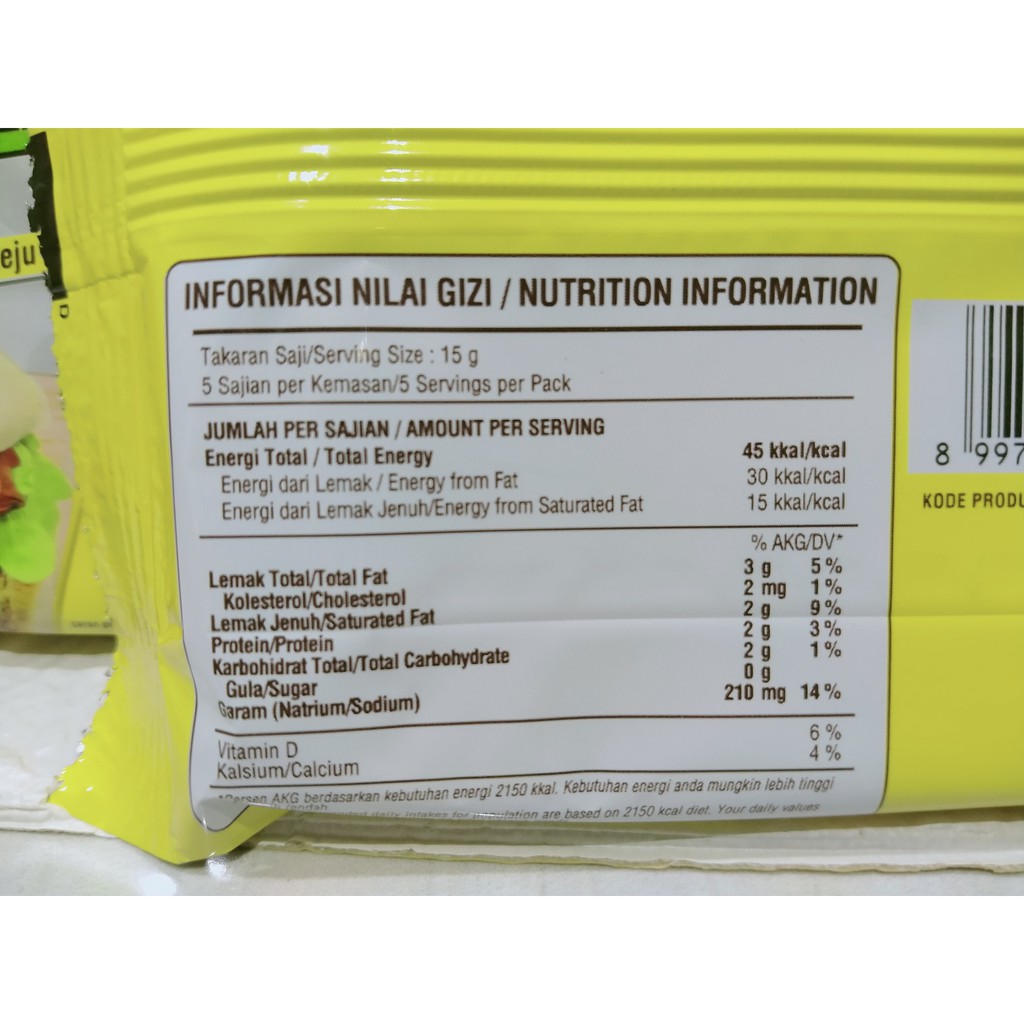 eju
D
INFORMASI NILAI GIZI / NUTRITION INFORMATION
Takaran Saji/Serving Size : 15 g
5 Sajian per Kemasan/5 Servings per Pack
JUMLAH PER SAJIAN / AMOUNT PER SERVING
Energi Total / Total Energy 45 kkal/kcal
Energi dari Lemak / Energy from Fat 30 kkal/kcal
Energi dari Lemak Jenuh/Energy from Saturated Fat 15 kkal/kcal
% AKG/DV*
Lemak Total/Total Fat 3 g 5 %
Kolesterol/Cholesterol 2 mg 1 %
Lemak Jenuh/Saturated Fat 2 g 9 %
Protein/Protein 2 g 3 %
Karbohidrat Total/Total Carbohydrate 2 g 1 %
Gula/Sugar 0 g
Garam (Natrium/Sodium) 210 mg 14 %
Vitamin D 6 %
Kalsium/Calcium 4 %
*Persen AKG berdasarkan kebutuhan energi 2150 kkal. Kebutuhan energi anda mungkin lebih tinggi
rendah
daily intakes for population are based on 2150 kcal diet. Your daily values
8 997
KODE PRODU